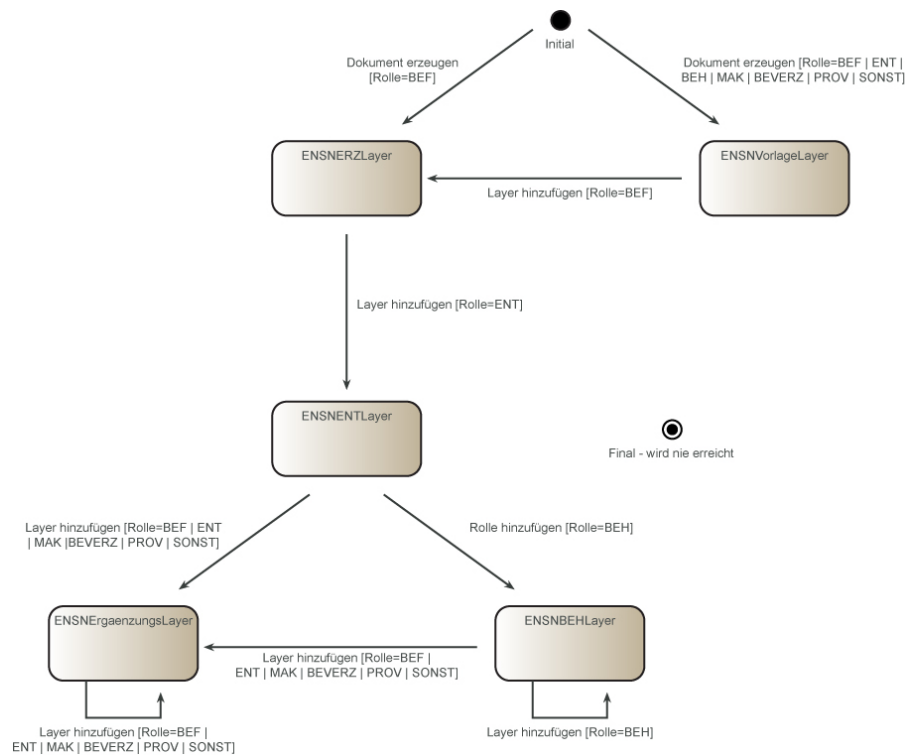 Initial
Dokument erzeugen
[Rolle=BEF]
Dokument erzeugen [Rolle=BEF | ENT |
BEH | MAK | BEVERZ | PROV | SONST]
ENSNERZLayer
ENSNVorlageLayer
Layer hinzufügen [Rolle=BEF]
Layer hinzufügen [Rolle=ENT]
ENSNENTLayer
Final - wird nie erreicht
Layer hinzufügen [Rolle=BEF | ENT
| MAK |BEVERZ | PROV | SONST]
Rolle hinzufügen [Rolle=BEH]
ENSNErgaenzungsLayer
ENSNBEHLayer
Layer hinzufügen [Rolle=BEF |
ENT | MAK | BEVERZ | PROV | SONST]
Layer hinzufügen [Rolle=BEF |
ENT | MAK | BEVERZ | PROV | SONST]
Layer hinzufügen [Rolle=BEH]